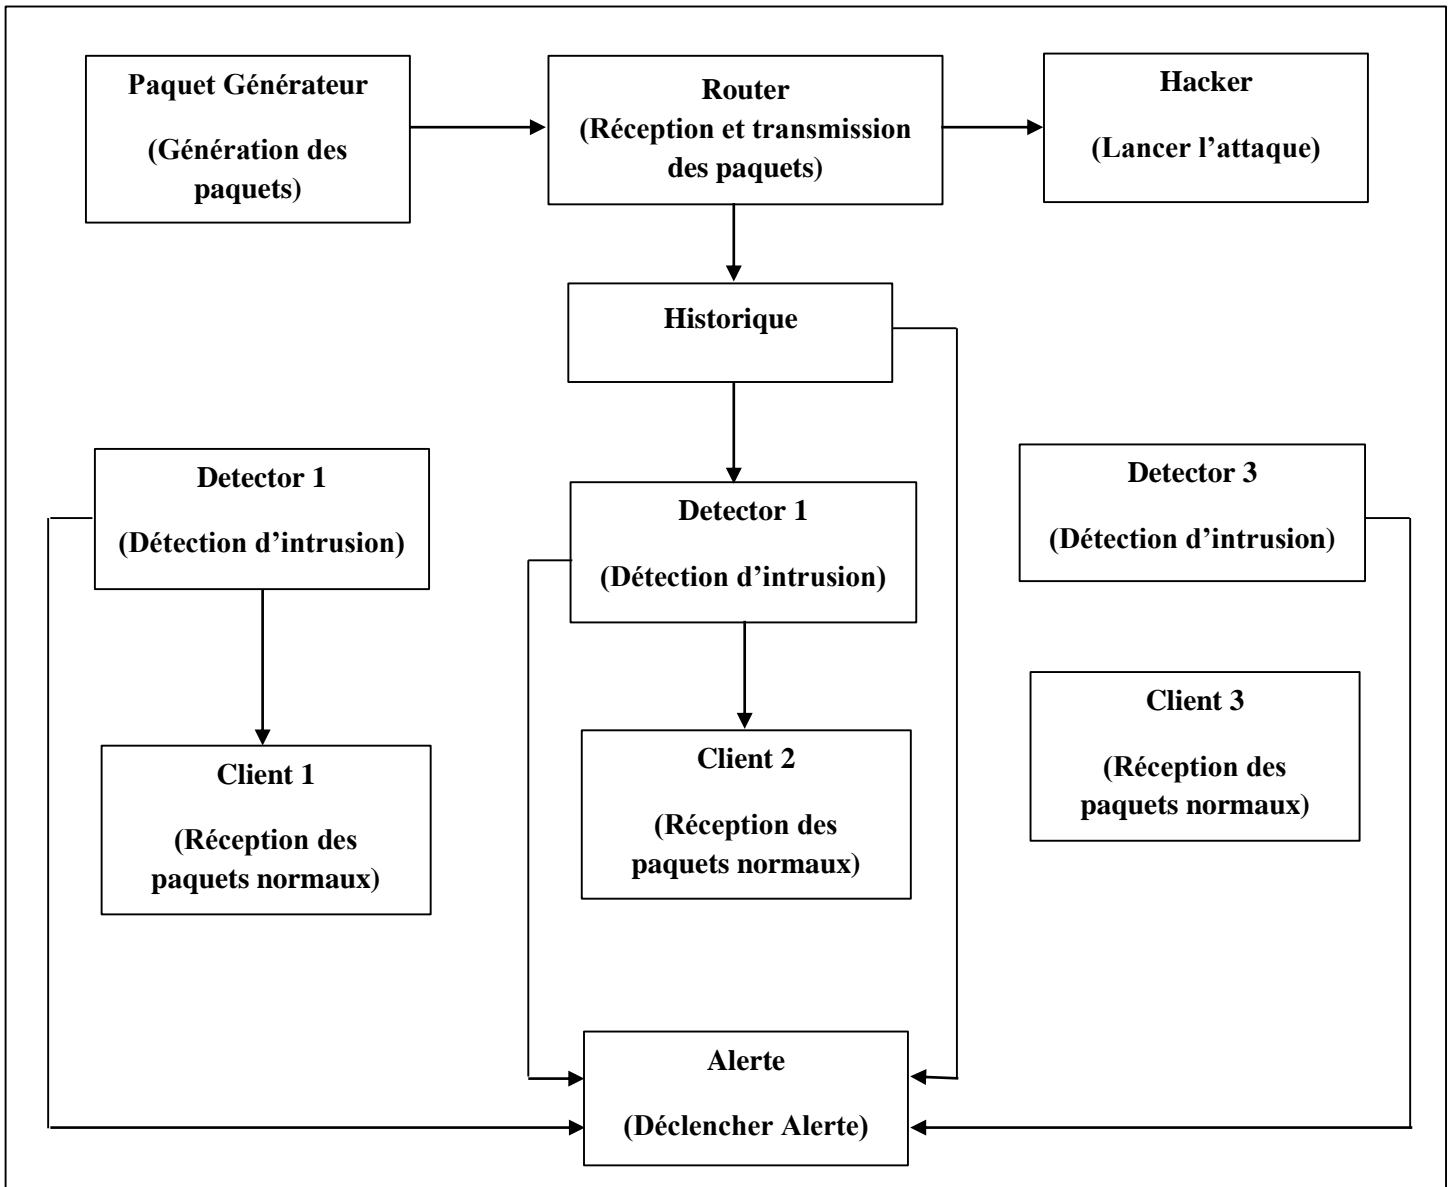 Paquet Générateur
(Génération des
paquets)
Router
(Réception et transmission
des paquets)
Hacker
(Lancer l’attaque)
Historique
Detector 1
(Détection d’intrusion)
Detector 1
(Détection d’intrusion)
Detector 3
(Détection d’intrusion)
Client 1
(Réception des
paquets normaux)
Client 2
(Réception des
paquets normaux)
Client 3
(Réception des
paquets normaux)
Alerte
(Déclencher Alerte)